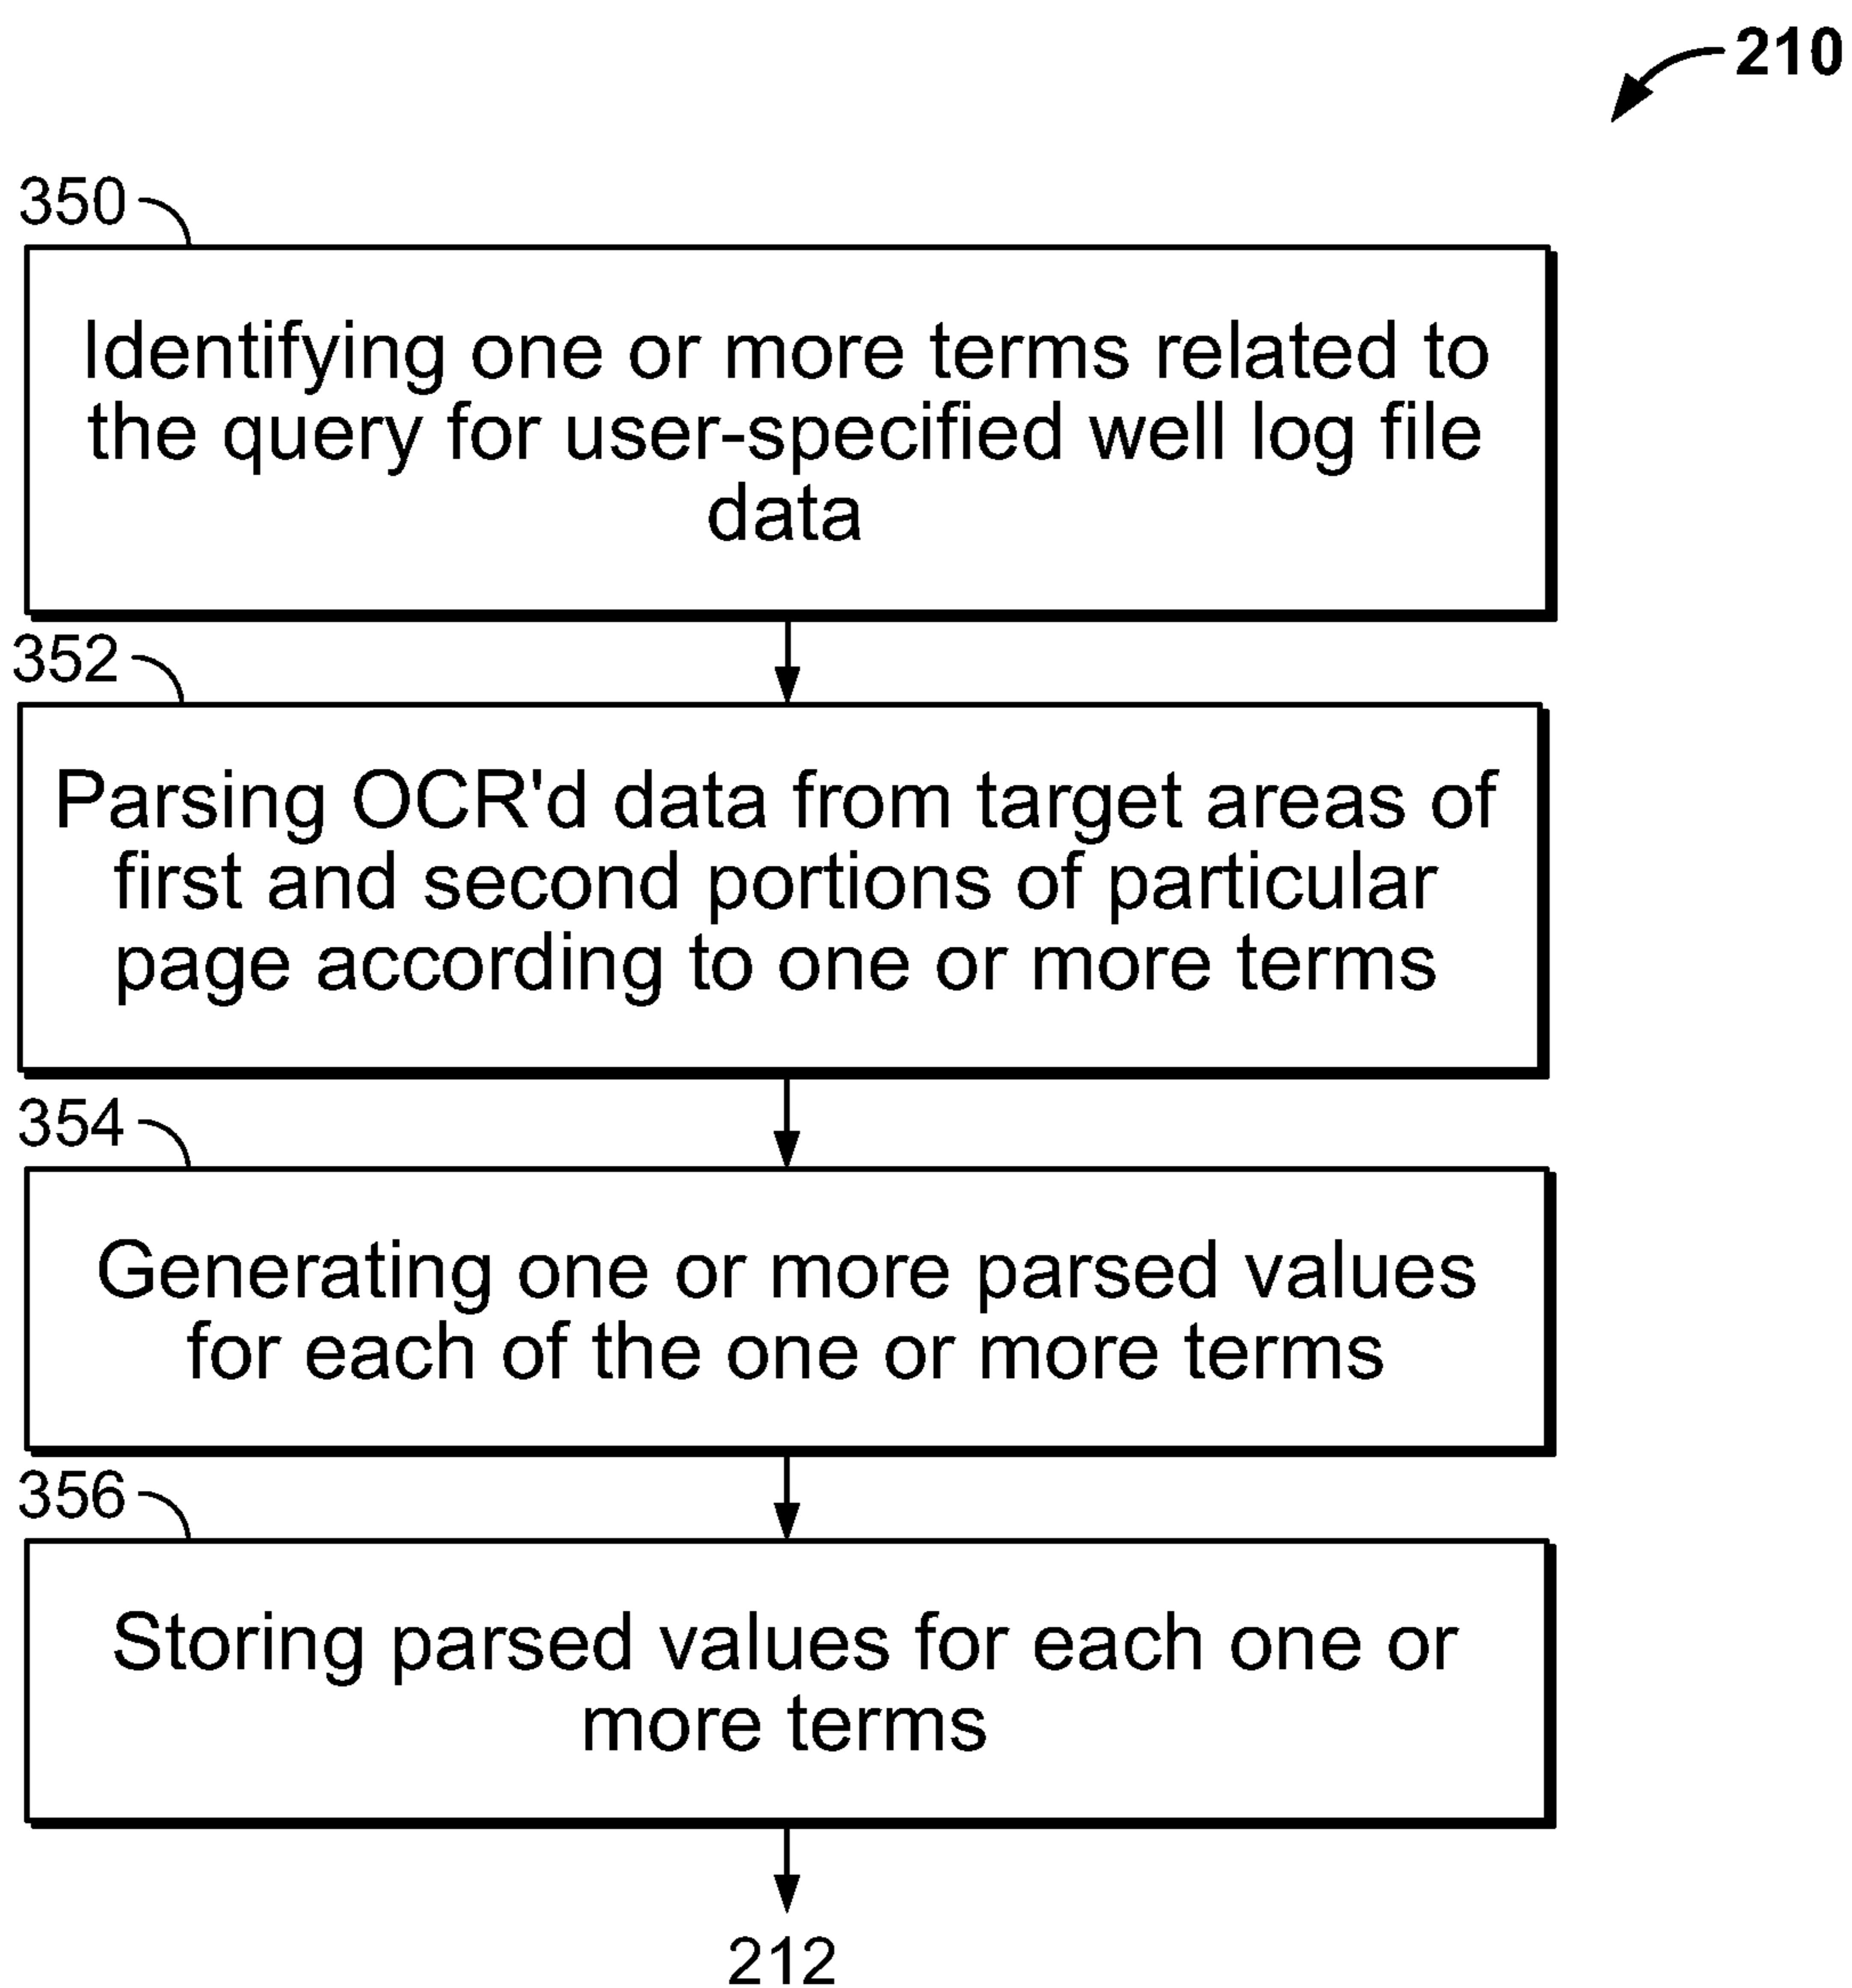 210
350
Identifying one or more terms related to
the query for user-specified well log file
data
352
Parsing OCR'd data from target areas of
first and second portions of particular
page according to one or more terms
354
Generating one or more parsed values
for each of the one or more terms
356
Storing parsed values for each one or
more terms
212